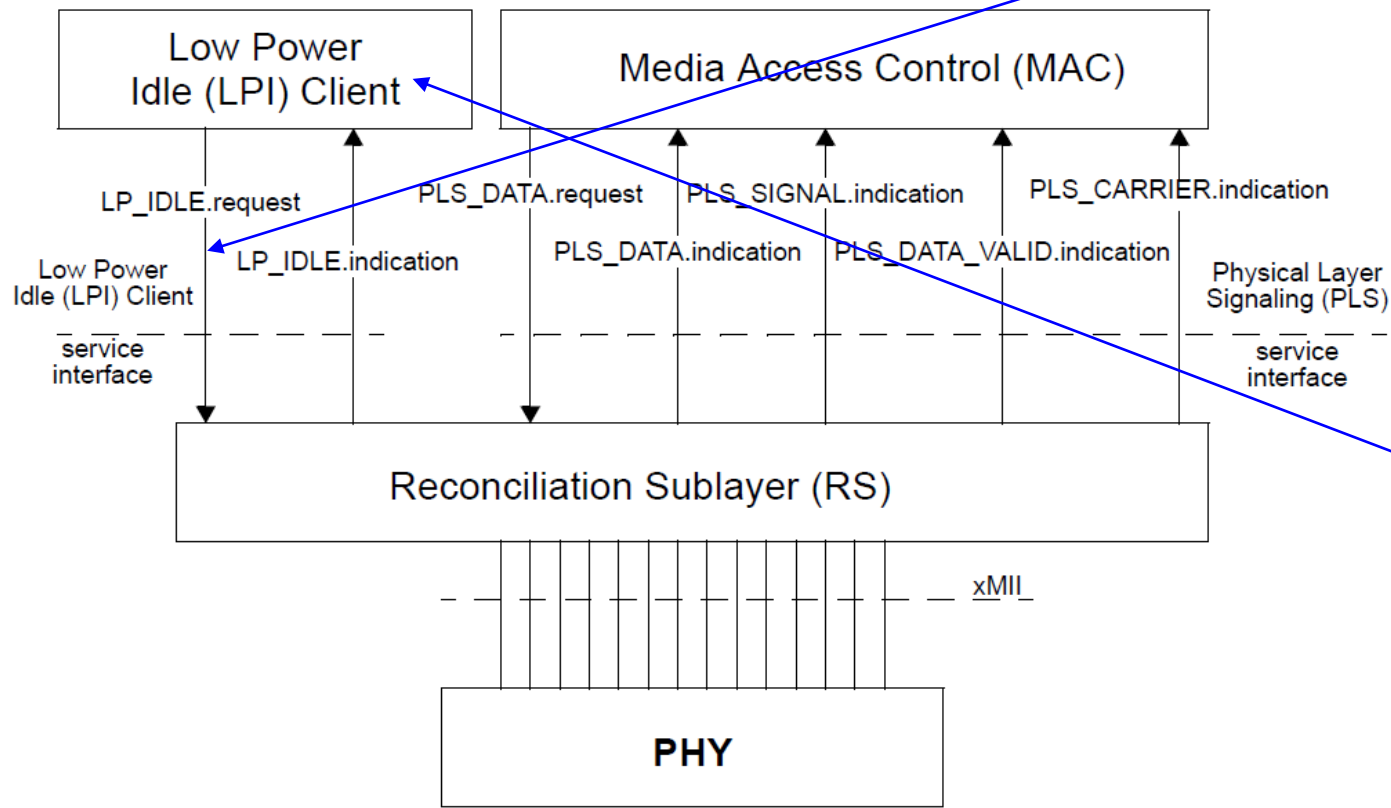 Low Power
Idle (LPI) Client
Media Access Control (MAC)
LP_IDLE.request
PLS_DATA.request
PLS_SIGNAL.indication
PLS_CARRIER.indication
LP_IDLE.indication
PLS_DATA.indication
PLS_DATA_VALID.indication
Low Power
Idle (LPI) Client
Physical Layer
Signaling (PLS)
service
interface
service
interface
Reconciliation Sublayer (RS)
xMII
PHY